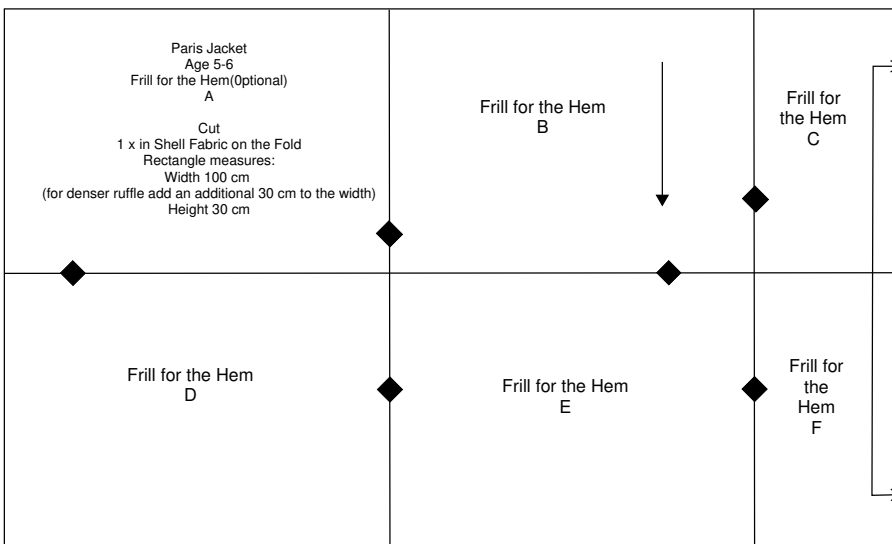 Paris Jacket
Age 5-6
Frill for the Hem(0ptional)
A
Cut
1 x in Shell Fabric on the Fold
Rectangle measures:
Width 100 cm
(for denser ruffle add an additional 30 cm to the width)
Height 30 cm
Frill for the Hem
B
Frill for
the Hem
C
Frill for the Hem
D
Frill for the Hem
E
Frill for
the
Hem
F